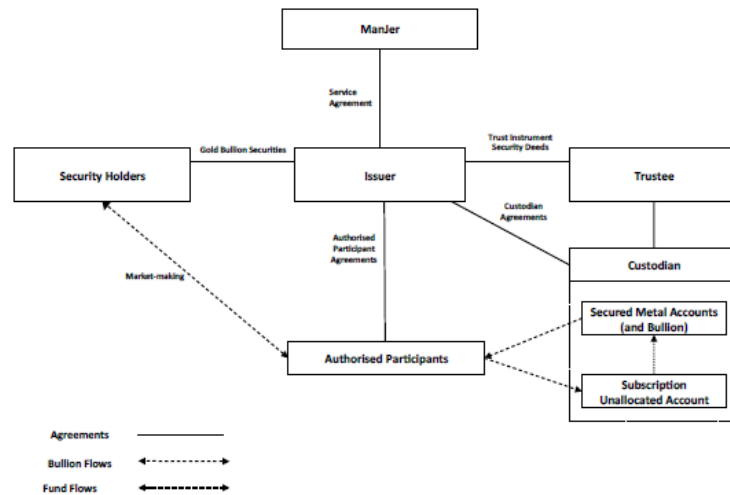 ManJer
Service
Agreement
Gold Bullion Securities
Trust Instrument
Security Deeds
Security Holders
Issuer
Trustee
Custodian
Agreements
Authorised
Participant
Agreements
Market-making
Custodian
Secured Metal Accounts
(and Bullion)
Authorised Participants
Subscription
Unallocated Account
Agreements
Bullion Flows
Fund Flows